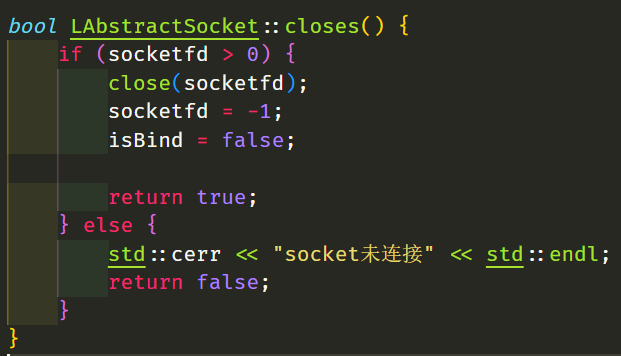 bool LAbstractSocket::closes() {
if (socketfd > 0) {
close(socketfd);
socketfd = -1;
isBind = false;
return true;
} else {
std::cerr << "socket未连接" << std::endl;
return false;
}
}